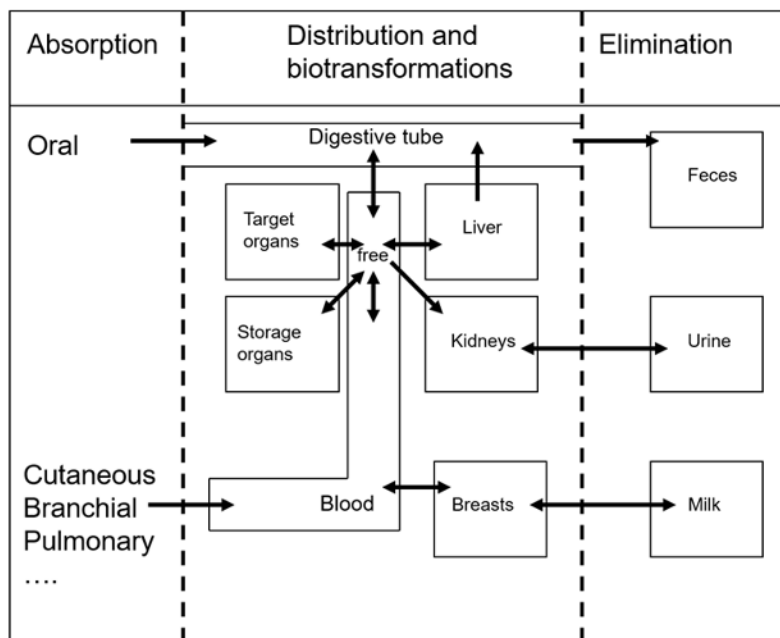 Absorption
Distribution and
biotransformations
Elimination
Oral
Digestive tube
Feces
Target
organs
free
Liver
Storage
organs
Kidneys
Urine
Cutaneous
Branchial
Pulmonary
….
Blood
Breasts
Milk